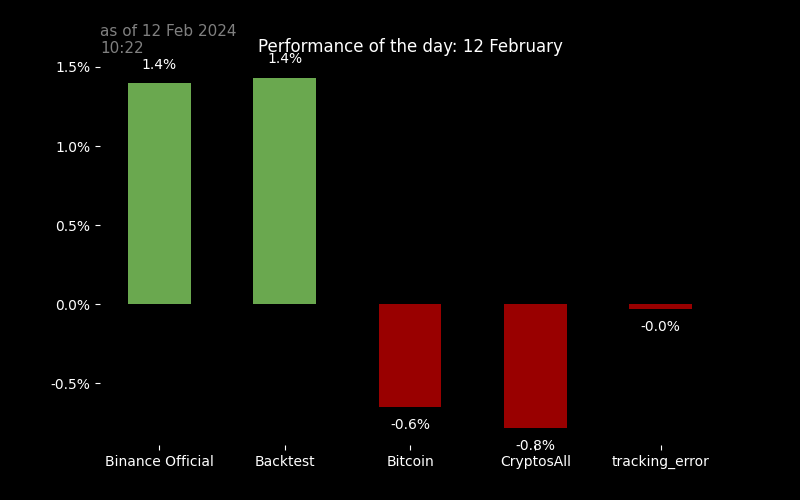 as of 12 Feb 2024
10:22
Performance of the day: 12 February
1.5%
1.0%
0.5%
0.0%
-0.5%
1.4%
1.4%
-0.6%
-0.8%
-0.0%
Binance Official
Backtest
Bitcoin
CryptosAll
tracking_error